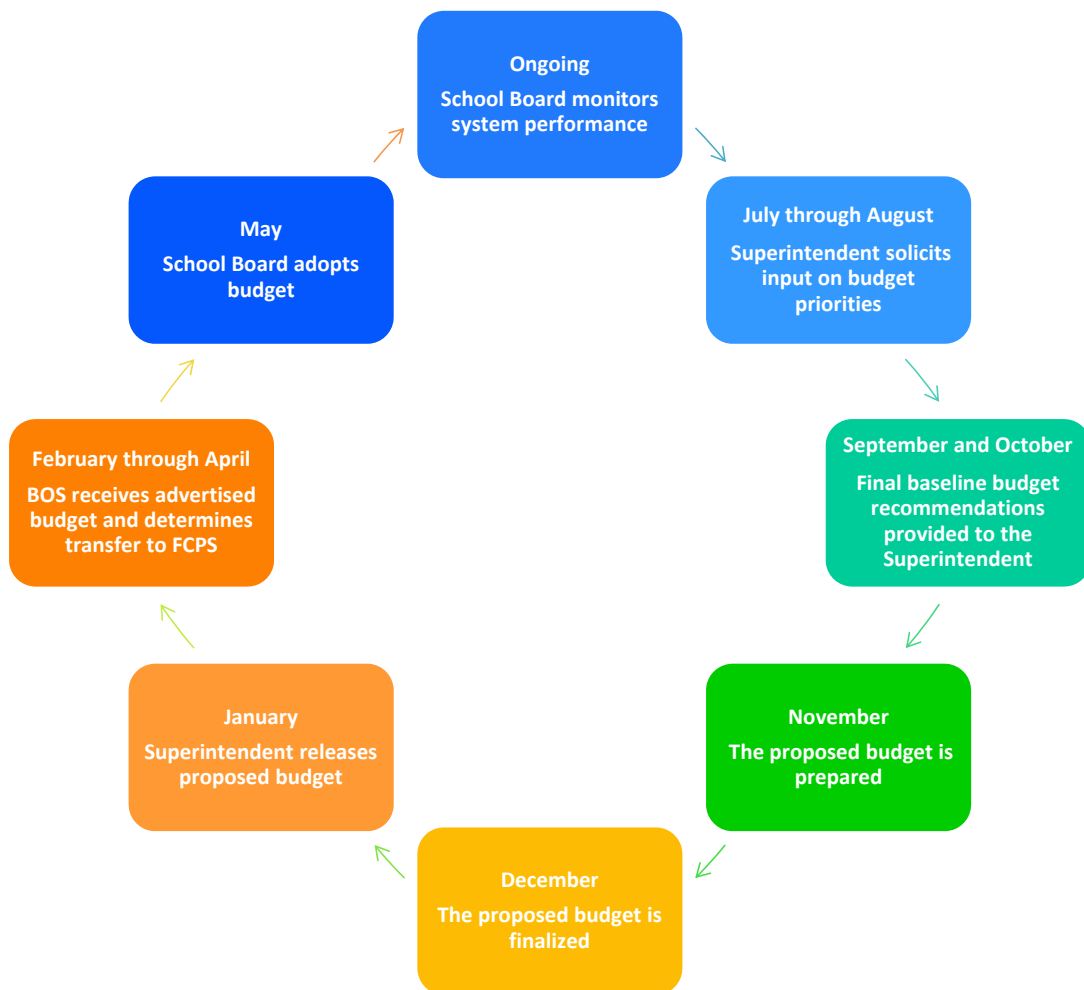 Ongoing
School Board monitors
system performance
July through August
Superintendent solicits
input on budget
priorities
September and October
Final baseline budget
recommendations
provided to the
Superintendent
November
The proposed budget is
prepared
December
The proposed budget is
finalized
January
Superintendent releases
proposed budget
February through April
BOS receives advertised
budget and determines
transfer to FCPS
May
School Board adopts
budget